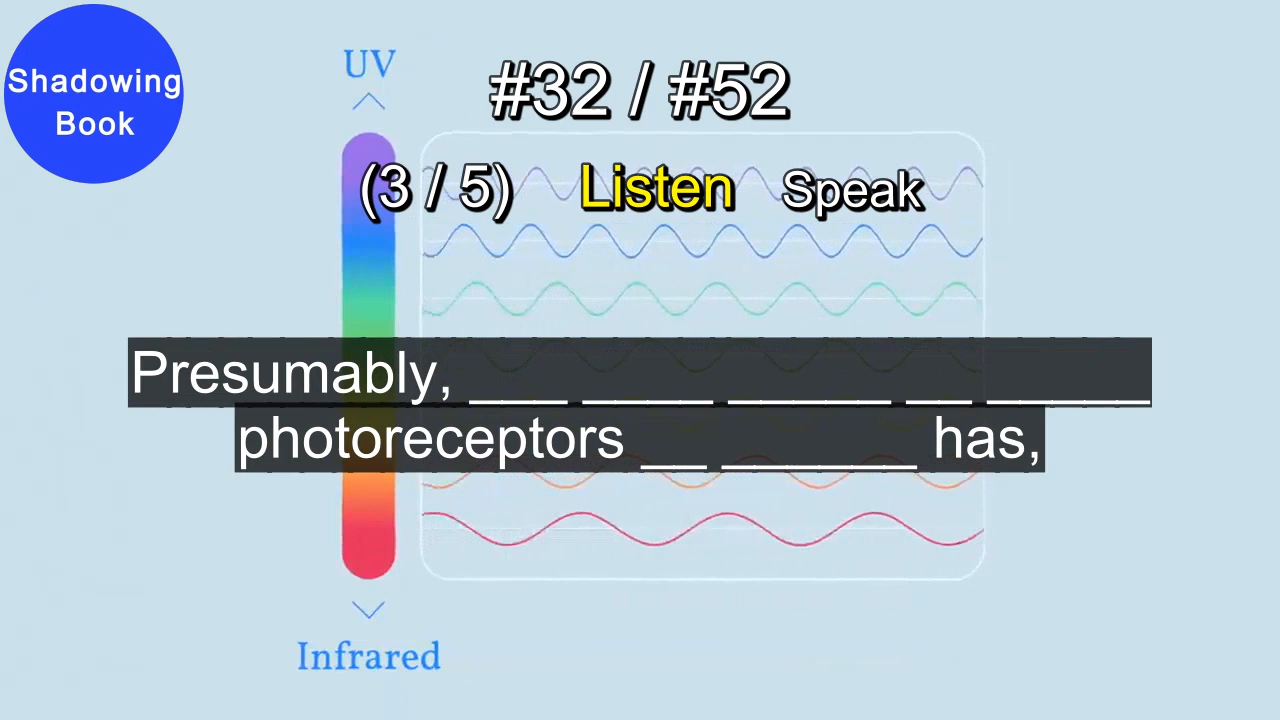 Shadowing
Book
UV
#32 / #52
(3 / 5) Listen Speak
Presumably, ___ ____ _____ __ _____
photoreceptors __ ______ has,
Infrared